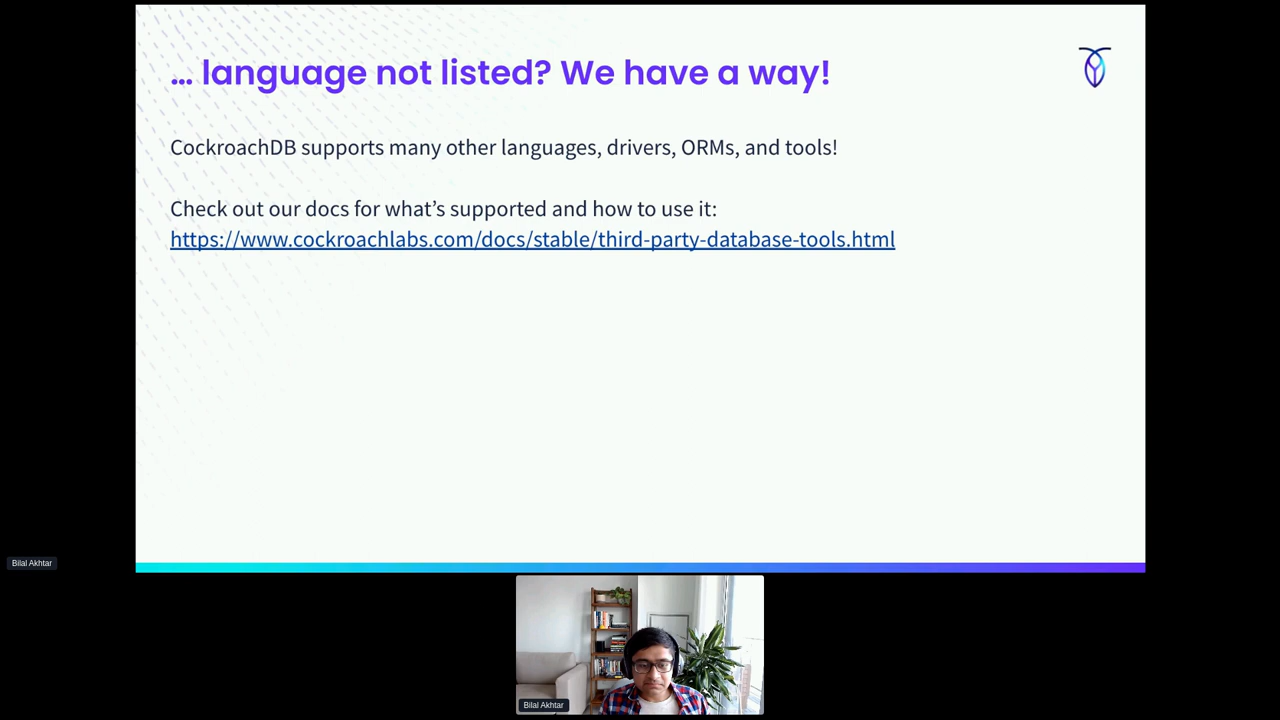 … language not listed? We have a way!
CockroachDB supports many other languages, drivers, ORMs, and tools!
Check out our docs for what’s supported and how to use it:
https://www.cockroachlabs.com/docs/stable/third-party-database-tools.html
Bilal Akhtar
Bilal Akhtar